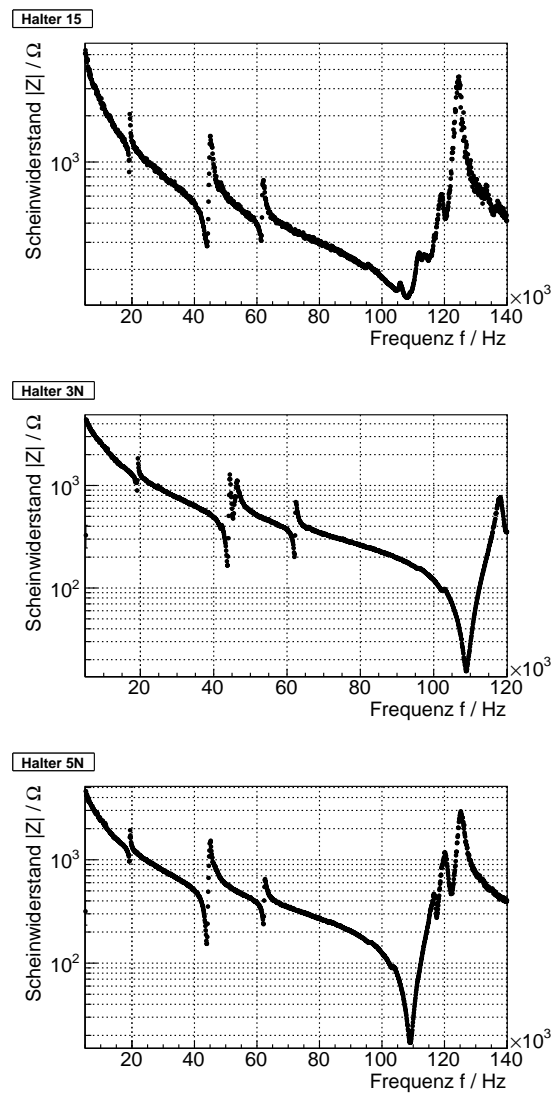 Halter 15
Scheinwiderstand |Z| / Ω
10³
20 40 60 80 100 120 140
×10³
Frequenz f / Hz
Halter 3N
Scheinwiderstand |Z| / Ω
10³
10²
20 40 60 80 100 120
×10³
Frequenz f / Hz
Halter 5N
Scheinwiderstand |Z| / Ω
10³
10²
20 40 60 80 100 120 140
×10³
Frequenz f / Hz